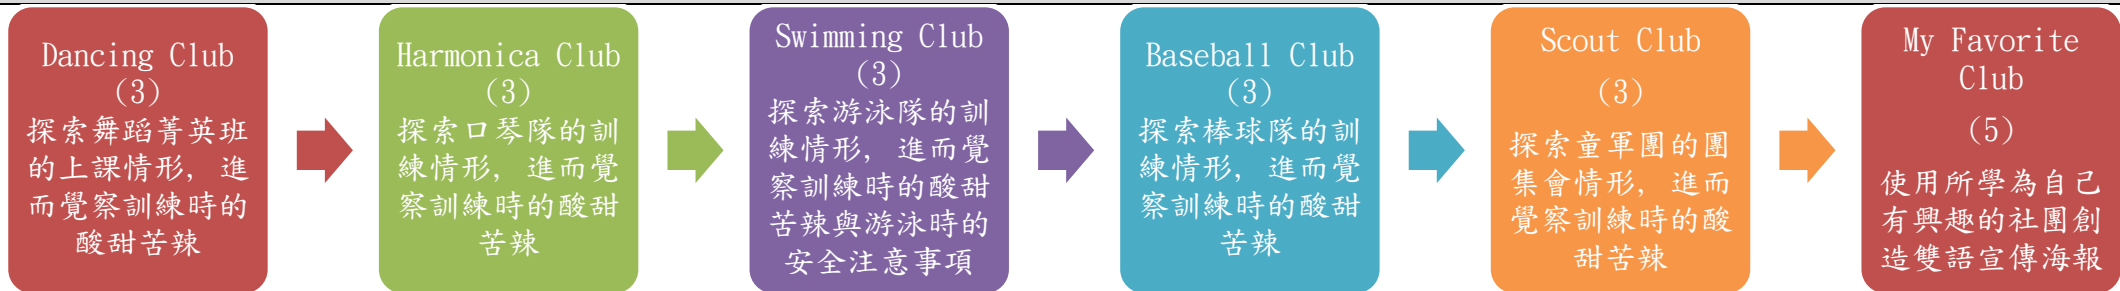 Dancing Club
(3)
探索舞蹈菁英班
的上課情形, 進
而覺察訓練時的
酸甜苦辣
Harmonica Club
(3)
探索口琴隊的訓
練情形, 進而覺
察訓練時的酸甜
苦辣
Swimming Club
(3)
探索游泳隊的訓
練情形, 進而覺
察訓練時的酸甜
苦辣與游泳時的
安全注意事項
Baseball Club
(3)
探索棒球隊的訓
練情形, 進而覺
察訓練時的酸甜
苦辣
Scout Club
(3)
探索童軍團的團
集會情形, 進而
覺察訓練時的酸
甜苦辣
My Favorite
Club
(5)
使用所學為自己
有興趣的社團創
造雙語宣傳海報